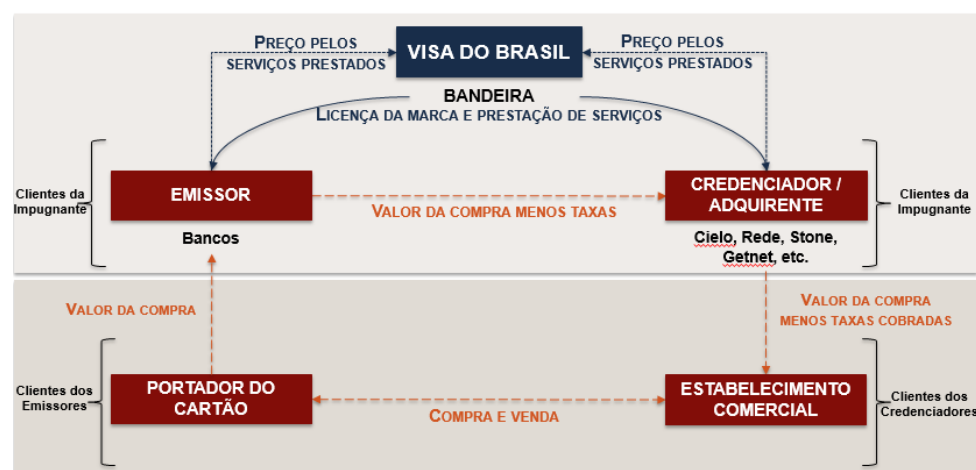 PREÇO PELOS
SERVIÇOS PRESTADOS
VISA DO BRASIL
PREÇO PELOS
SERVIÇOS PRESTADOS
BANDEIRA
LICENÇA DA MARCA E PRESTAÇÃO DE SERVIÇOS
Clientes da
Impugnante
EMISSOR
VALOR DA COMPRA MENOS TAXAS
CREDENCIADOR /
ADQUIRENTE
Clientes da
Impugnante
Bancos
Cielo, Rede, Stone,
Getnet, etc.
VALOR DA COMPRA
VALOR DA COMPRA
MENOS TAXAS COBRADAS
Clientes dos
Emissores
PORTADOR DO
CARTÃO
COMPRA E VENDA
ESTABELECIMENTO
COMERCIAL
Clientes dos
Credenciadores